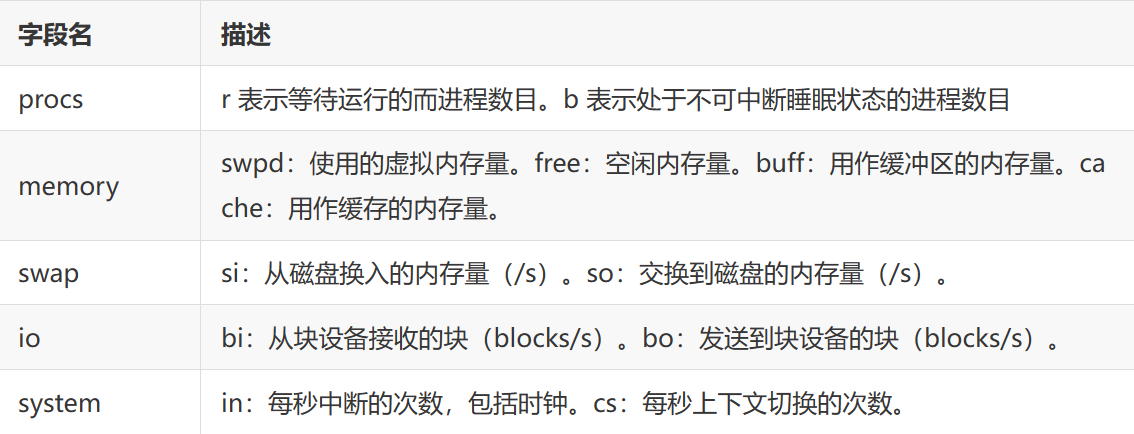 字段名 描述
procs r 表示等待运行的而进程数目。b 表示处于不可中断睡眠状态的进程数目
memory swpd：使用的虚拟内存量。free：空闲内存量。buff：用作缓冲区的内存量。ca
che：用作缓存的内存量。
swap si：从磁盘换入的内存量（/s）。so：交换到磁盘的内存量（/s）。
io bi：从块设备接收的块（blocks/s）。bo：发送到块设备的块（blocks/s）。
system in：每秒中断的次数，包括时钟。cs：每秒上下文切换的次数。